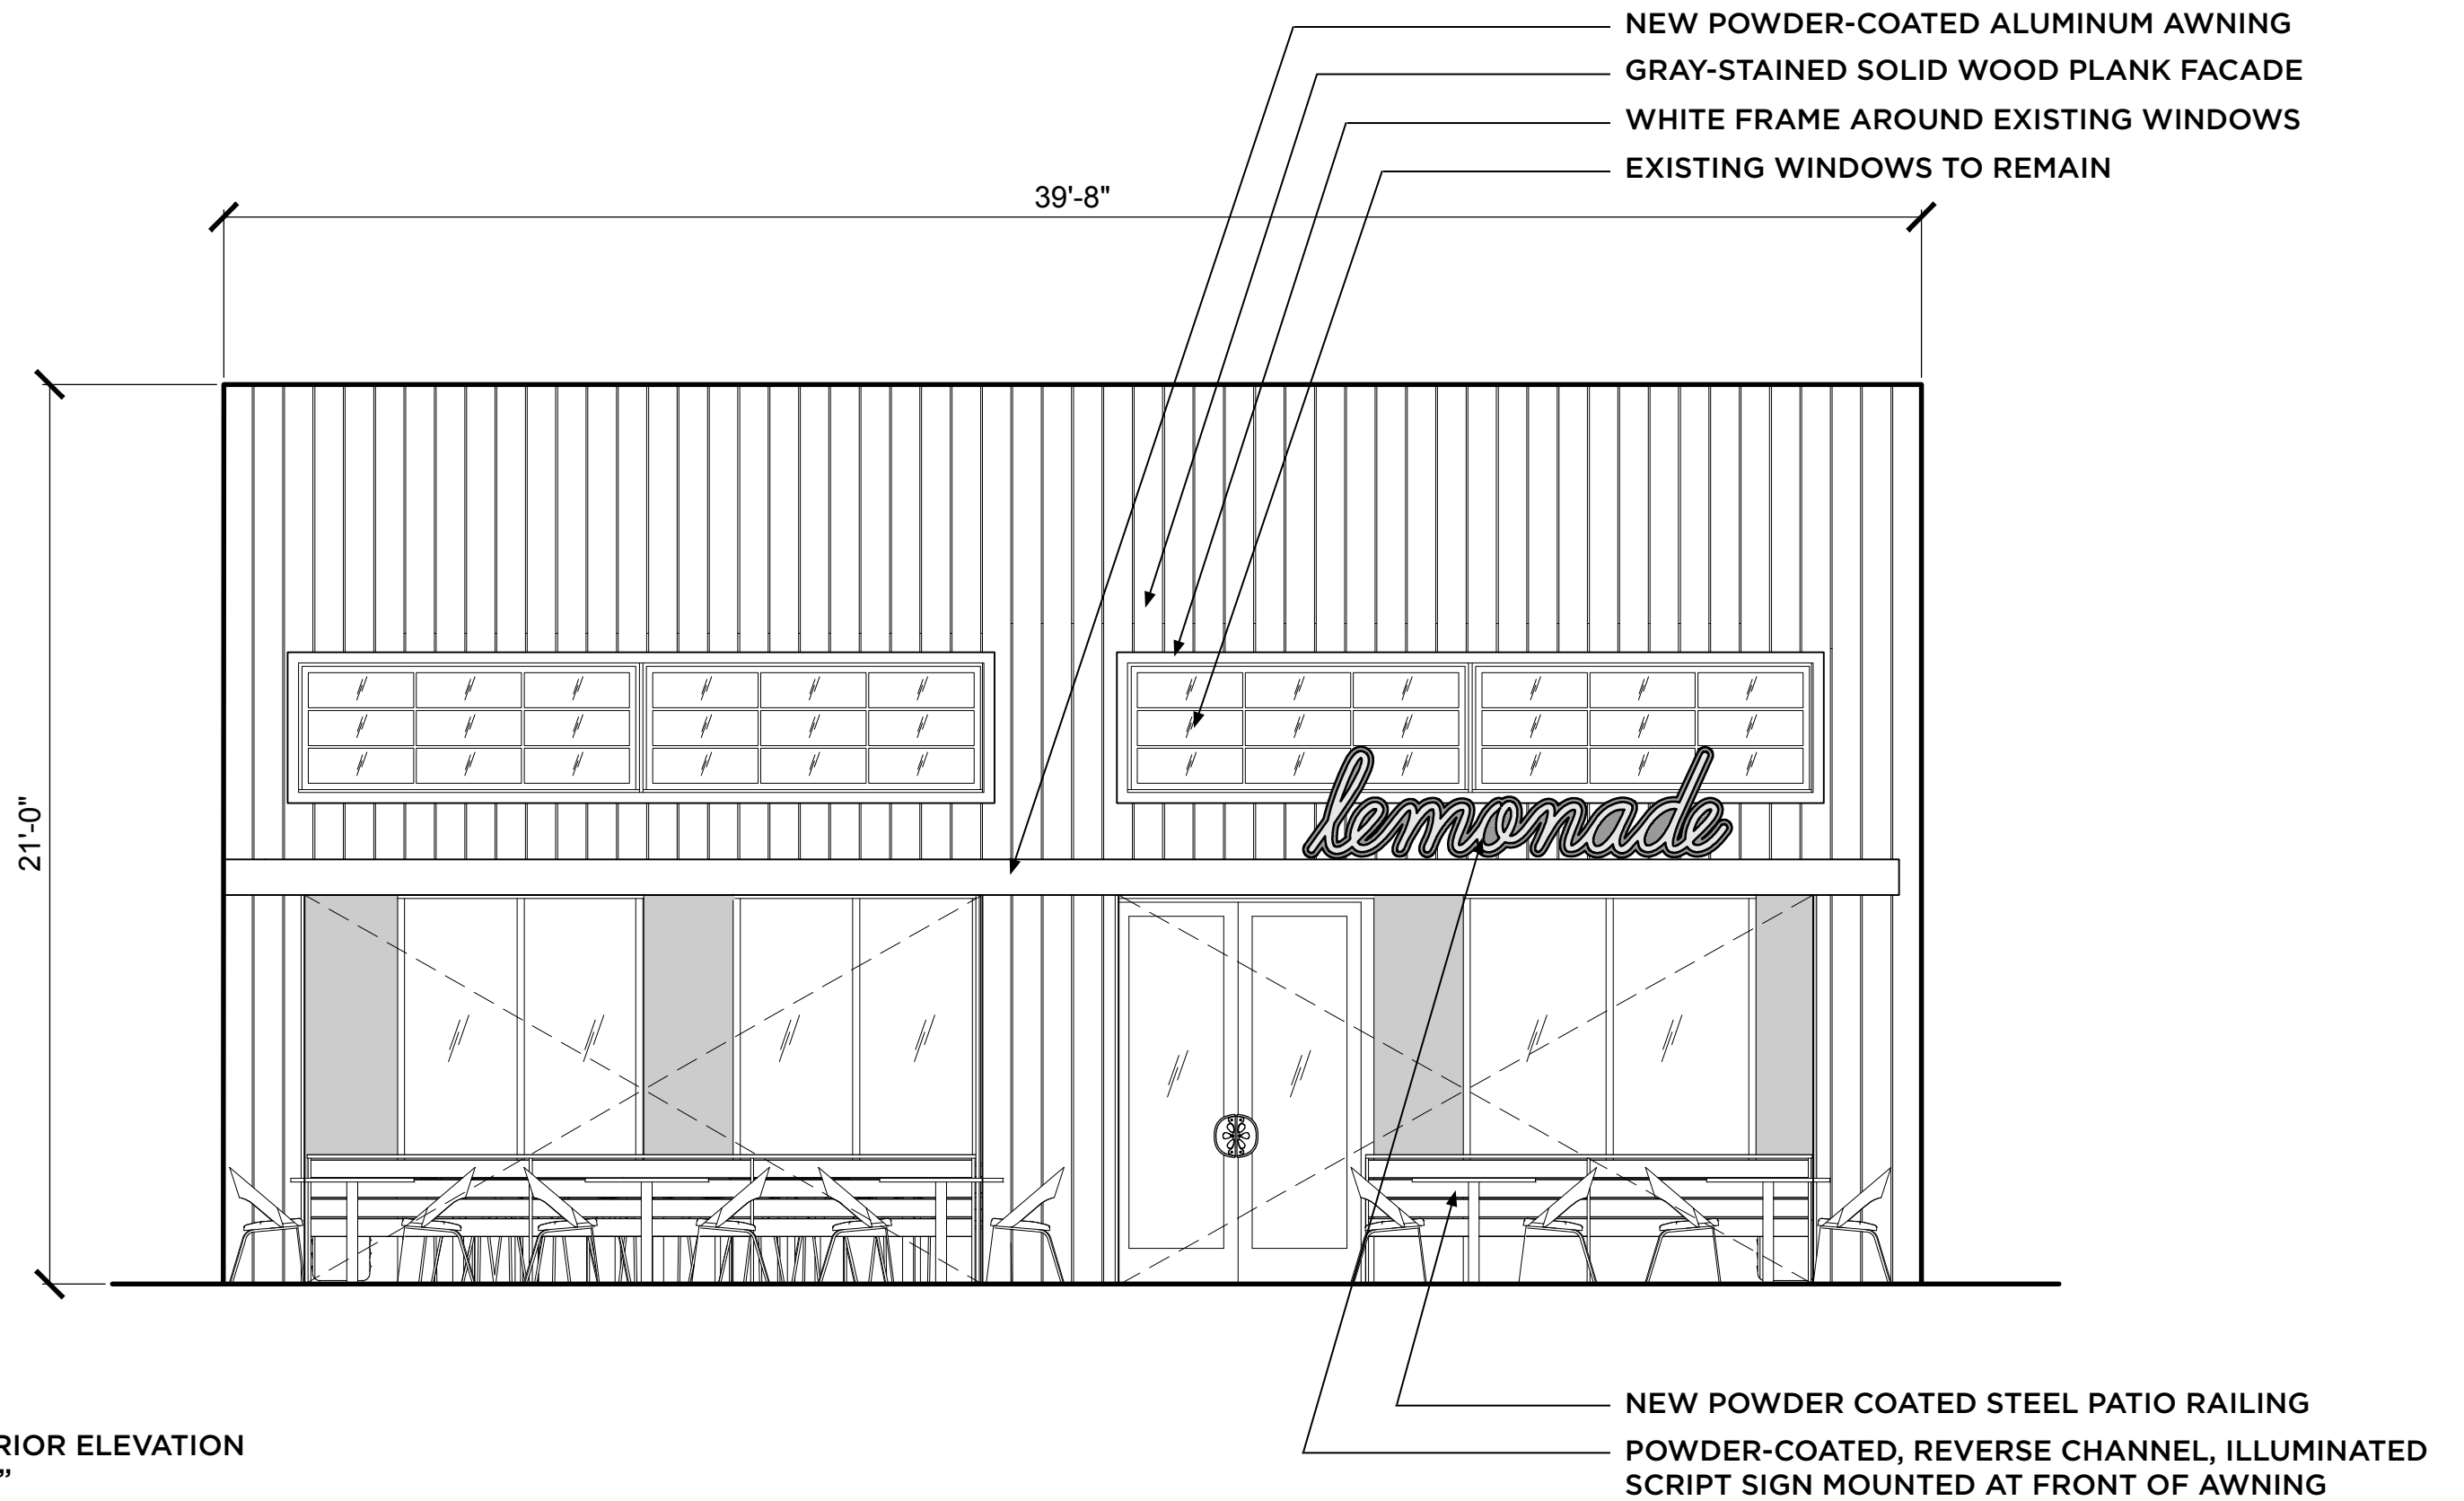 NEW POWDER-COATED ALUMINUM AWNING
GRAY-STAINED SOLID WOOD PLANK FACADE
WHITE FRAME AROUND EXISTING WINDOWS
EXISTING WINDOWS TO REMAIN
39'-8"
21'-0"
lemonade
NEW POWDER COATED STEEL PATIO RAILING
RIOR ELEVATION
”
POWDER-COATED, REVERSE CHANNEL, ILLUMINATED
SCRIPT SIGN MOUNTED AT FRONT OF AWNING